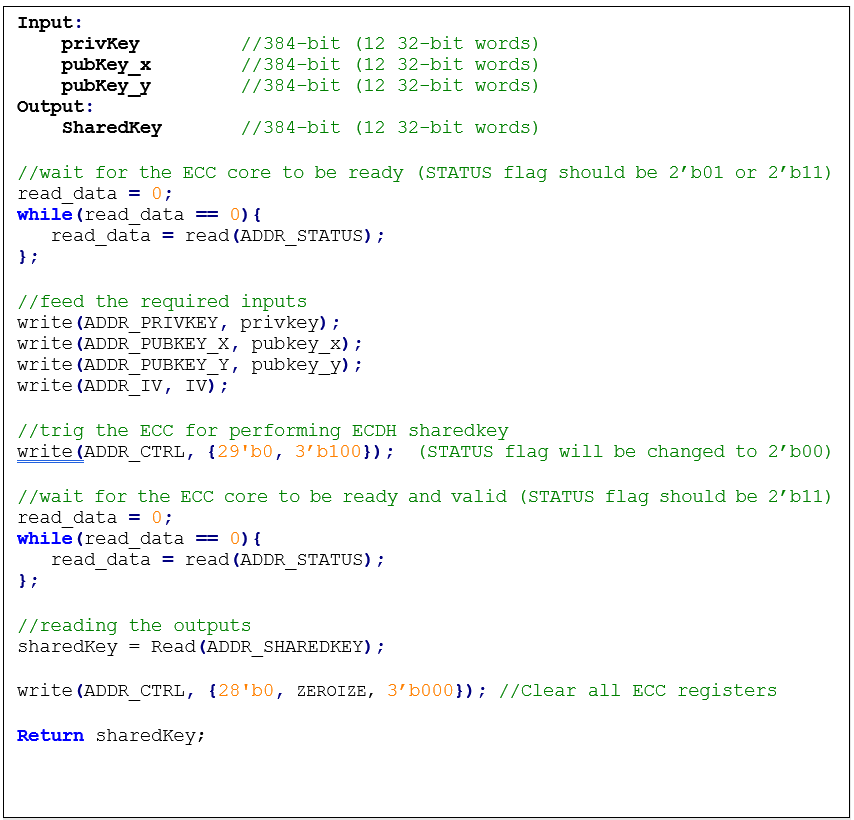 Input:
    privKey         //384-bit (12 32-bit words)
    pubKey_x        //384-bit (12 32-bit words)
    pubKey_y        //384-bit (12 32-bit words)
Output:
    SharedKey       //384-bit (12 32-bit words)
//wait for the ECC core to be ready (STATUS flag should be 2’b01 or 2’b11)
read_data = 0;
while(read_data == 0){
   read_data = read(ADDR_STATUS);
};
//feed the required inputs
write(ADDR_PRIVKEY, privkey);
write(ADDR_PUBKEY_X, pubkey_x);
write(ADDR_PUBKEY_Y, pubkey_y);
write(ADDR_IV, IV);
//trig the ECC for performing ECDH sharedkey
write(ADDR_CTRL, {29'b0, 3’b100});  (STATUS flag will be changed to 2’b00)
//wait for the ECC core to be ready and valid (STATUS flag should be 2’b11)
read_data = 0;
while(read_data == 0){
   read_data = read(ADDR_STATUS);
};
//reading the outputs
sharedKey = Read(ADDR_SHAREDKEY);
write(ADDR_CTRL, {28'b0, ZEROIZE, 3’b000}); //Clear all ECC registers
Return sharedKey;